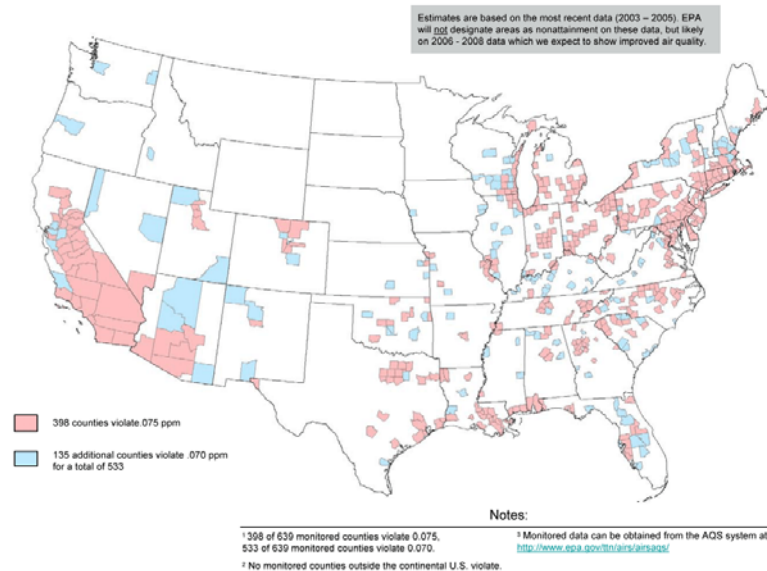 Estimates are based on the most recent data (2003 – 2005). EPA
will not designate areas as nonattainment on these data, but likely
on 2006 - 2008 data which we expect to show improved air quality.
398 counties violate.075 ppm
135 additional counties violate .070 ppm
for a total of 533
Notes:
¹ 398 of 639 monitored counties violate 0.075,
533 of 639 monitored counties violate 0.070.
² No monitored counties outside the continental U.S. violate.
³ Monitored data can be obtained from the AQS system at
http://www.epa.gov/ttn/airs/airsaqs/